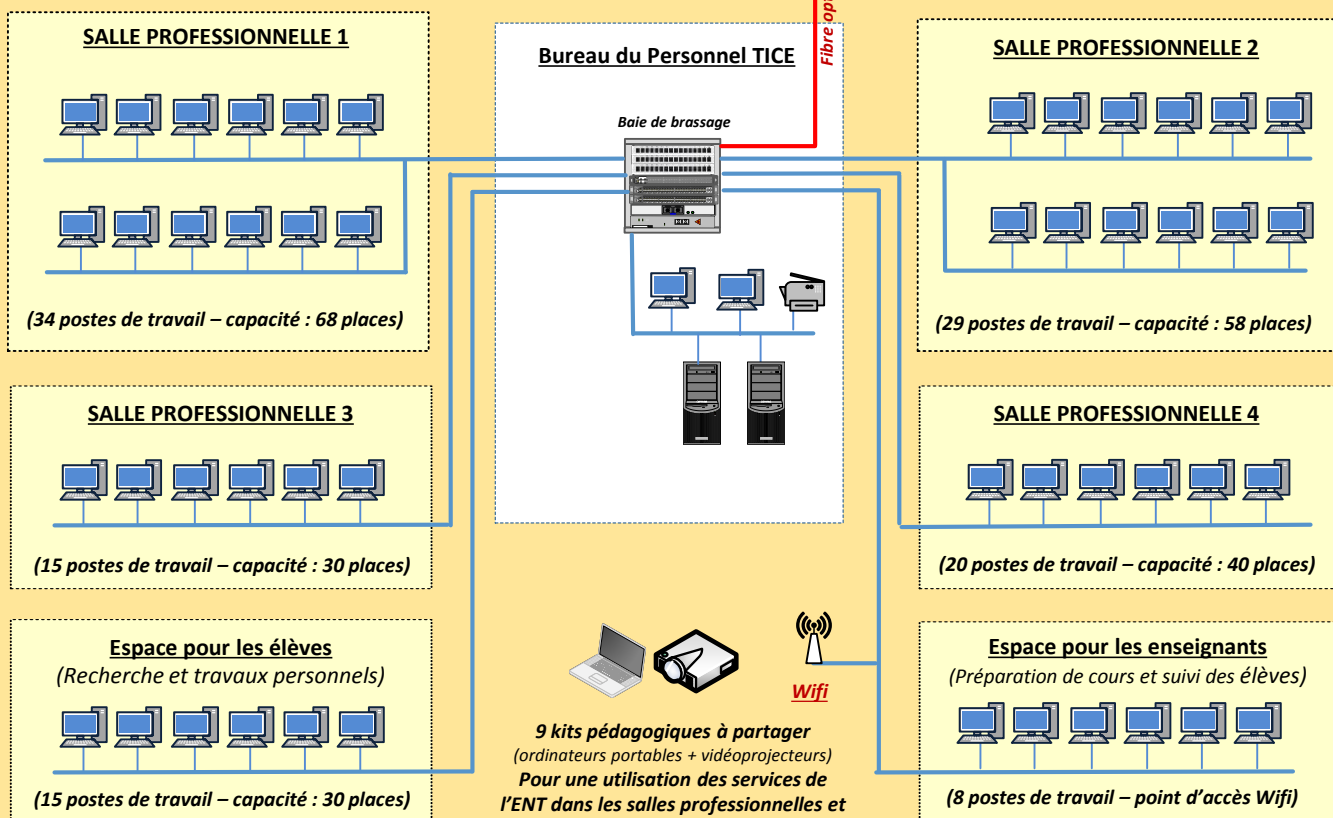 SALLE PROFESSIONNELLE 1
(34 postes de travail – capacité : 68 places)
Bureau du Personnel TICE
Fibre
Baie de brassage
SALLE PROFESSIONNELLE 2
(29 postes de travail – capacité : 58 places)
SALLE PROFESSIONNELLE 3
(15 postes de travail – capacité : 30 places)
SALLE PROFESSIONNELLE 4
(20 postes de travail – capacité : 40 places)
Espace pour les élèves
(Recherche et travaux personnels)
(15 postes de travail – capacité : 30 places)
Wifi
9 kits pédagogiques à partager
(ordinateurs portables + vidéoprojecteurs)
Pour une utilisation des services de
l'ENT dans les salles professionnelles et
Espace pour les enseignants
(Préparation de cours et suivi des élèves)
(8 postes de travail – point d'accès Wifi)